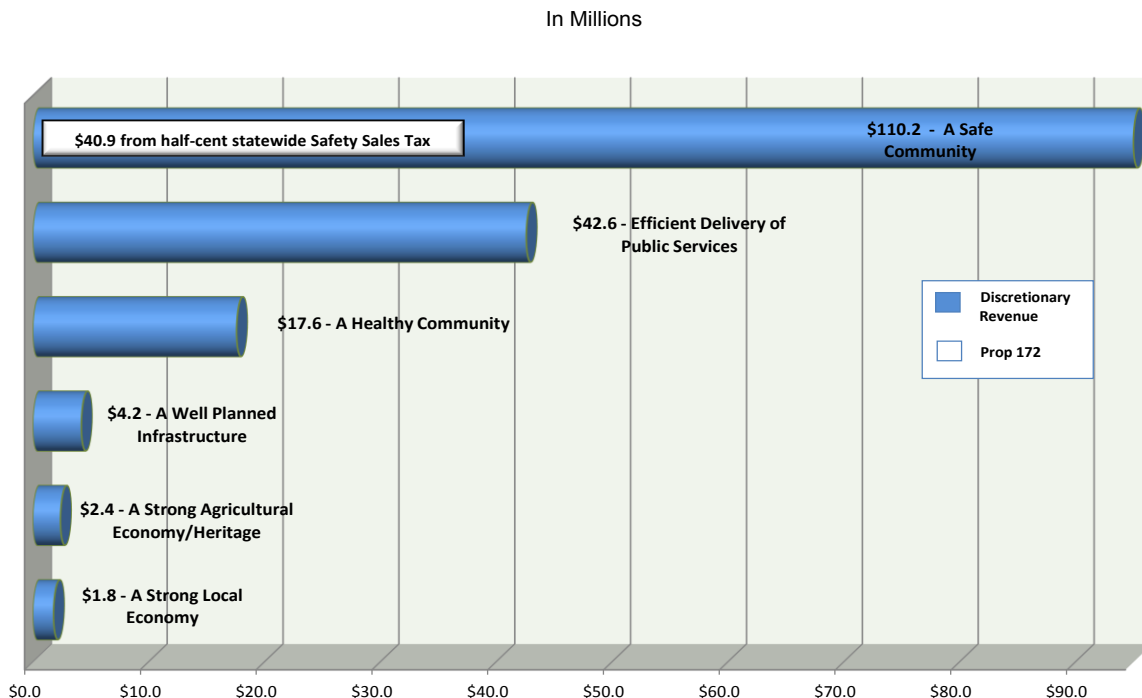 In Millions
$40.9 from half-cent statewide Safety Sales Tax
$110.2 - A Safe
Community
$42.6 - Efficient Delivery of
Public Services
$17.6 - A Healthy Community
Discretionary
Revenue
Prop 172
$4.2 - A Well Planned
Infrastructure
$2.4 - A Strong Agricultural
Economy/Heritage
$1.8 - A Strong Local
Economy
$0.0 $10.0 $20.0 $30.0 $40.0 $50.0 $60.0 $70.0 $80.0 $90.0